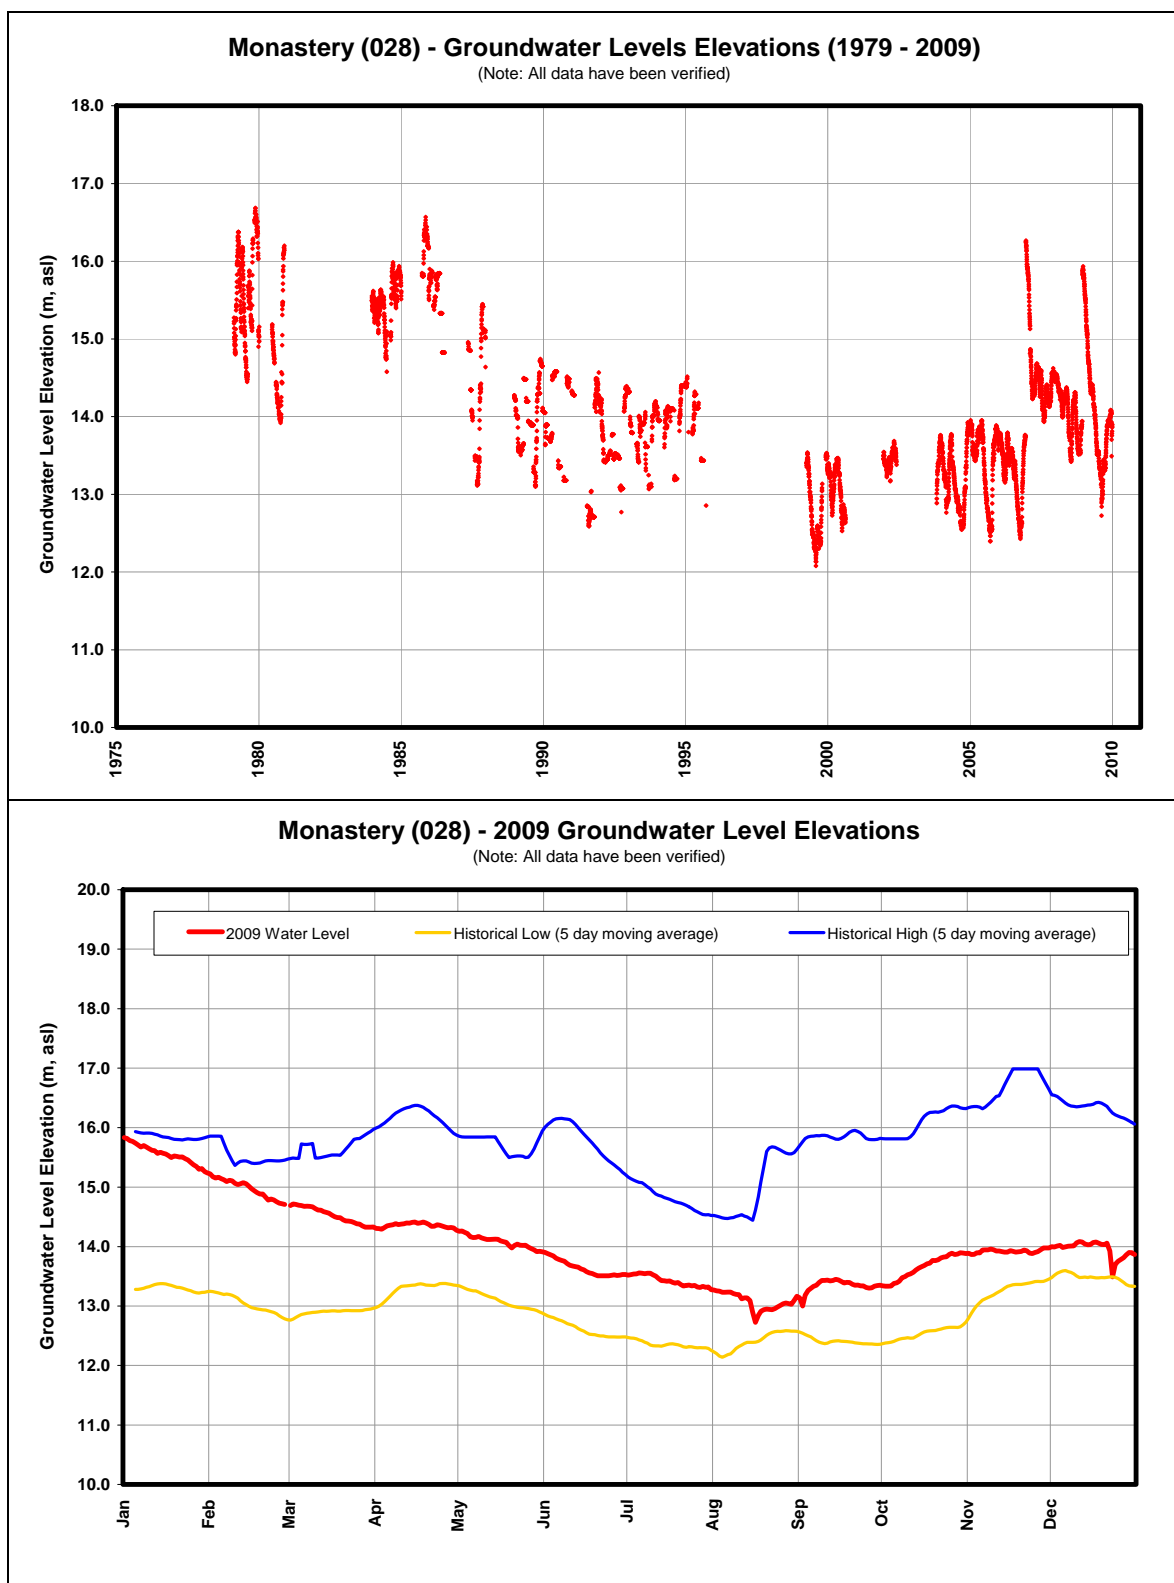 Monastery (028) - Groundwater Levels Elevations (1979 - 2009)
(Note: All data have been verified)
Groundwater Level Elevation (m, asl)
18.0
17.0
16.0
15.0
14.0
13.0
12.0
11.0
10.0
1975
1980
1985
1990
1995
2000
2005
2010
Monastery (028) - 2009 Groundwater Level Elevations
(Note: All data have been verified)
Groundwater Level Elevation (m, asl)
20.0
19.0
18.0
17.0
16.0
15.0
14.0
13.0
12.0
11.0
10.0
2009 Water Level
Historical Low (5 day moving average)
Historical High (5 day moving average)
Jan
Feb
Mar
Apr
May
Jun
Jul
Aug
Sep
Oct
Nov
Dec